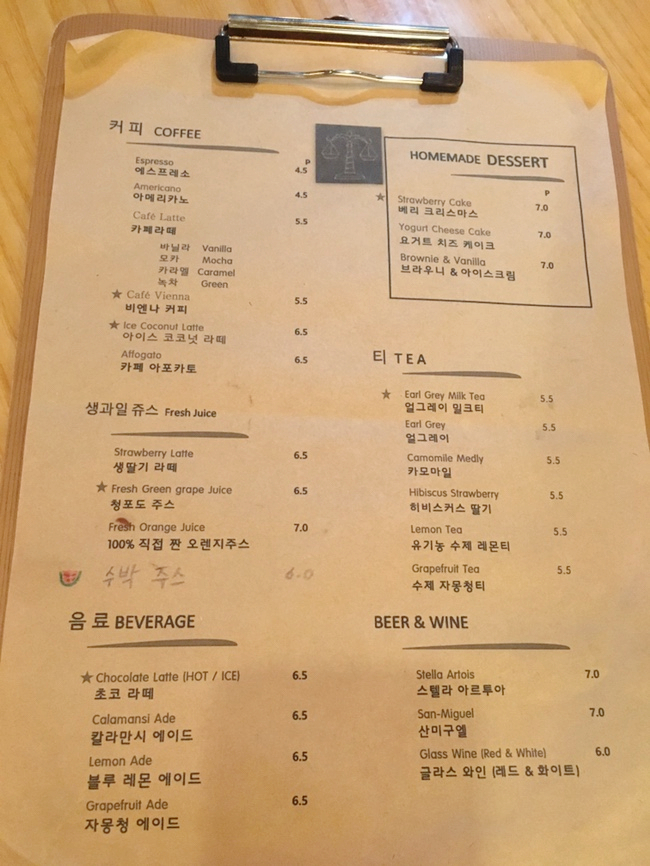 커피 COFFEE
P
Espresso
에스프레소 4.5
Americano
아메리카노 4.5
Café Latte
카페라떼 5.5
바닐라 Vanilla
모카 Mocha
카라멜 Caramel
녹차 Green
★ Café Vienna
비엔나 커피 5.5
★ Ice Coconut Latte
아이스 코코넛 라떼 6.5
Affogato
카페 아포카토 6.5
생과일 쥬스 Fresh Juice
Strawberry Latte
생딸기 라떼 6.5
★ Fresh Green grape Juice
청포도 주스 6.5
Fresh Orange Juice
100% 직접 짠 오렌지주스 7.0
수박 주스 6.0
음료 BEVERAGE
★ Chocolate Latte (HOT / ICE)
초코 라떼 6.5
Calamansi Ade
칼라만시 에이드 6.5
Lemon Ade
블루 레몬 에이드 6.5
Grapefruit Ade
자몽청 에이드 6.5
HOMEMADE DESSERT
P
★ Strawberry Cake
베리 크리스마스 7.0
Yogurt Cheese Cake
요거트 치즈 케이크 7.0
Brownie & Vanilla
브라우니 & 아이스크림 7.0
티 TEA
★ Earl Grey Milk Tea
얼그레이 밀크티 5.5
Earl Grey
얼그레이 5.5
Camomile Medly
카모마일 5.5
Hibiscus Strawberry
히비스커스 딸기 5.5
Lemon Tea
유기농 수제 레몬티 5.5
Grapefruit Tea
수제 자몽청티 5.5
BEER & WINE
Stella Artois
스텔라 아르투아 7.0
San-Miguel
산미구엘 7.0
Glass Wine (Red & White)
글라스 와인 (레드 & 화이트) 6.0